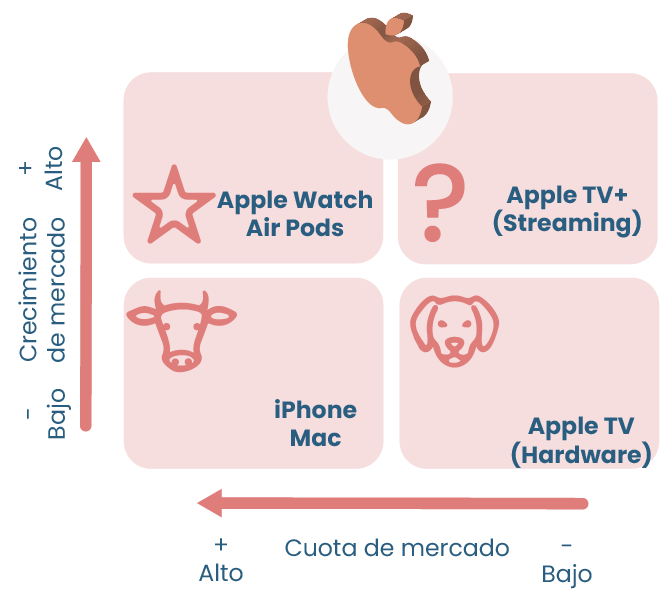 Apple Watch
Air Pods
?
Apple TV+
(Streaming)
iPhone
Mac
Apple TV
(Hardware)
+
Alto
Crecimiento
de mercado
-
Bajo
+
Alto
Cuota de mercado
-
Bajo